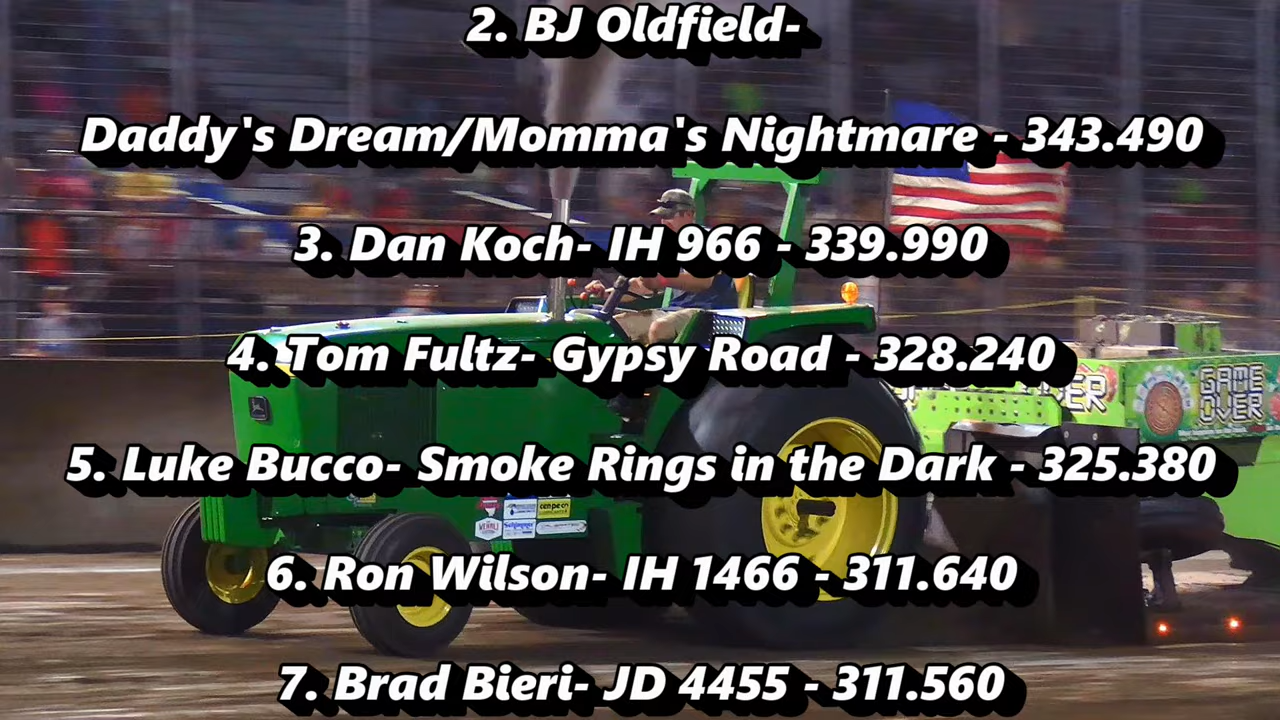 2. BJ Oldfield-
Daddy's Dream/Momma's Nightmare - 343.490
3. Dan Koch- IH 966 - 339.990
4. Tom Fultz- Gypsy Road - 328.240
5. Luke Bucco- Smoke Rings in the Dark - 325.380
6. Ron Wilson- IH 1466 - 311.640
7. Brad Bieri- JD 4455 - 311.560
GAME
OVER